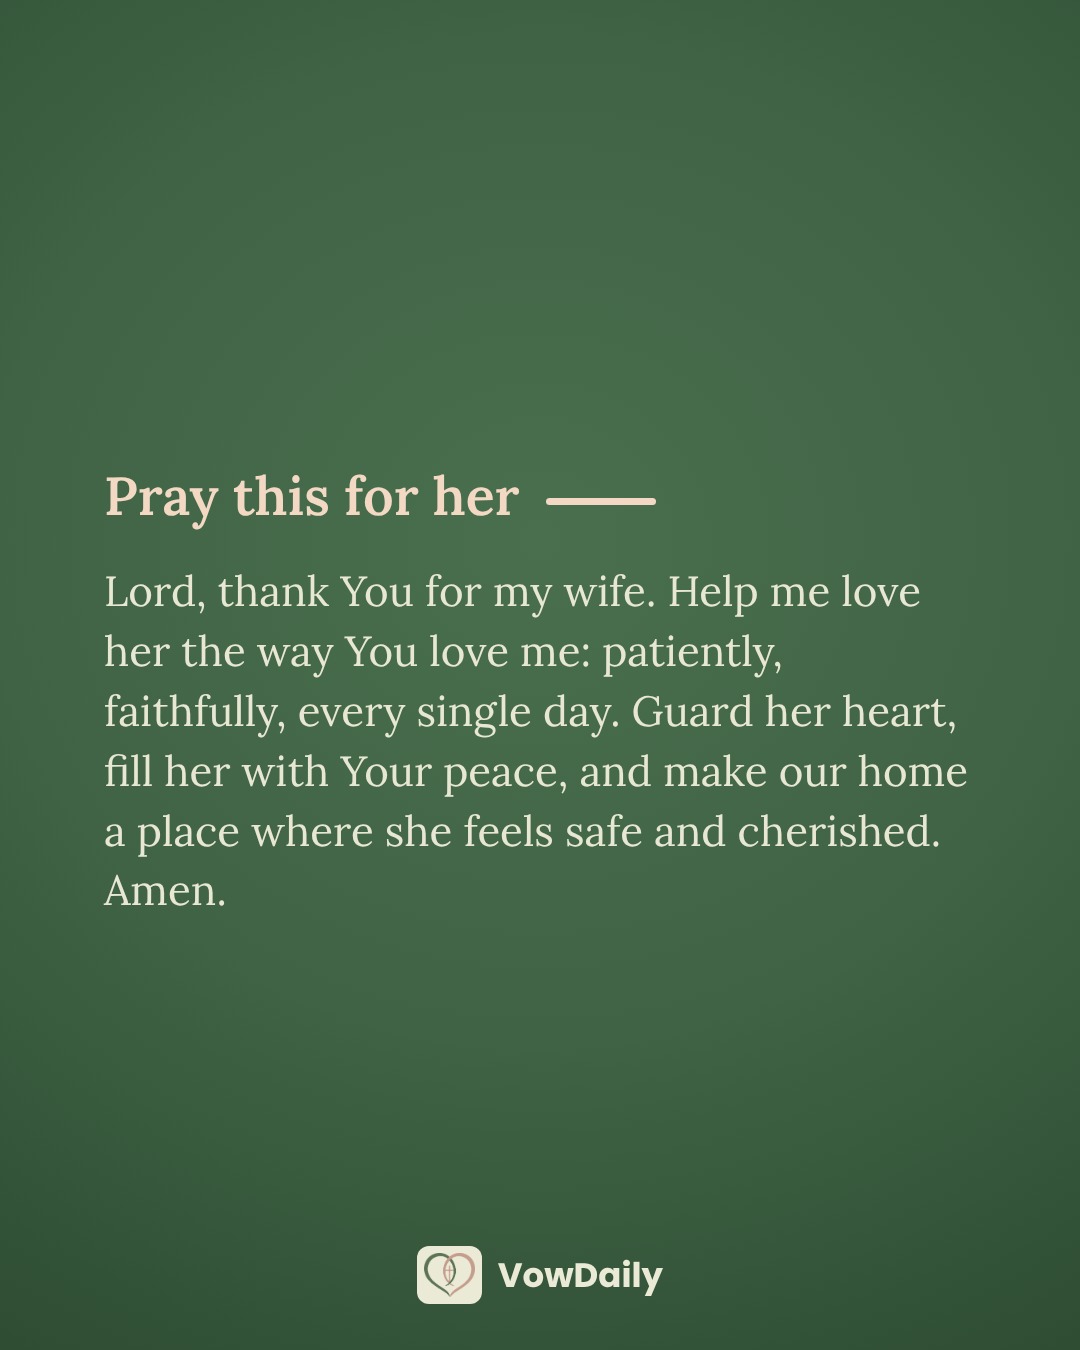 Pray this for her
Lord, thank You for my wife. Help me love
her the way You love me: patiently,
faithfully, every single day. Guard her heart,
fill her with Your peace, and make our home
a place where she feels safe and cherished.
Amen.
VowDaily